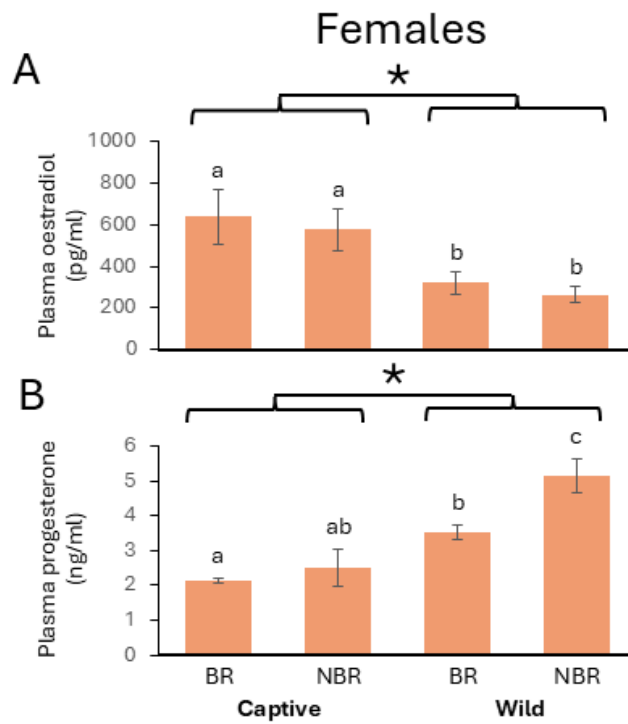 Females
A
*
Plasma oestradiol
(pg/ml)
1000
800
600
400
200
0
a
a
b
b
B
*
Plasma progesterone
(ng/ml)
6
5
4
3
2
1
0
a
ab
b
c
BR NBR BR NBR
Captive Wild